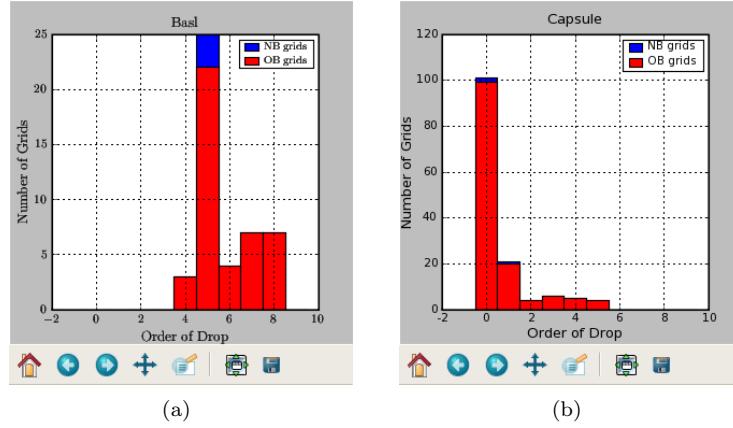 Basl
25
20
15
10
5
0
NB grids
OB grids
Number of Grids
−2 0 2 4 6 8 10
Order of Drop
(a)
Capsule
120
100
80
60
40
20
0
NB grids
OB grids
Number of Grids
−2 0 2 4 6 8 10
Order of Drop
(b)